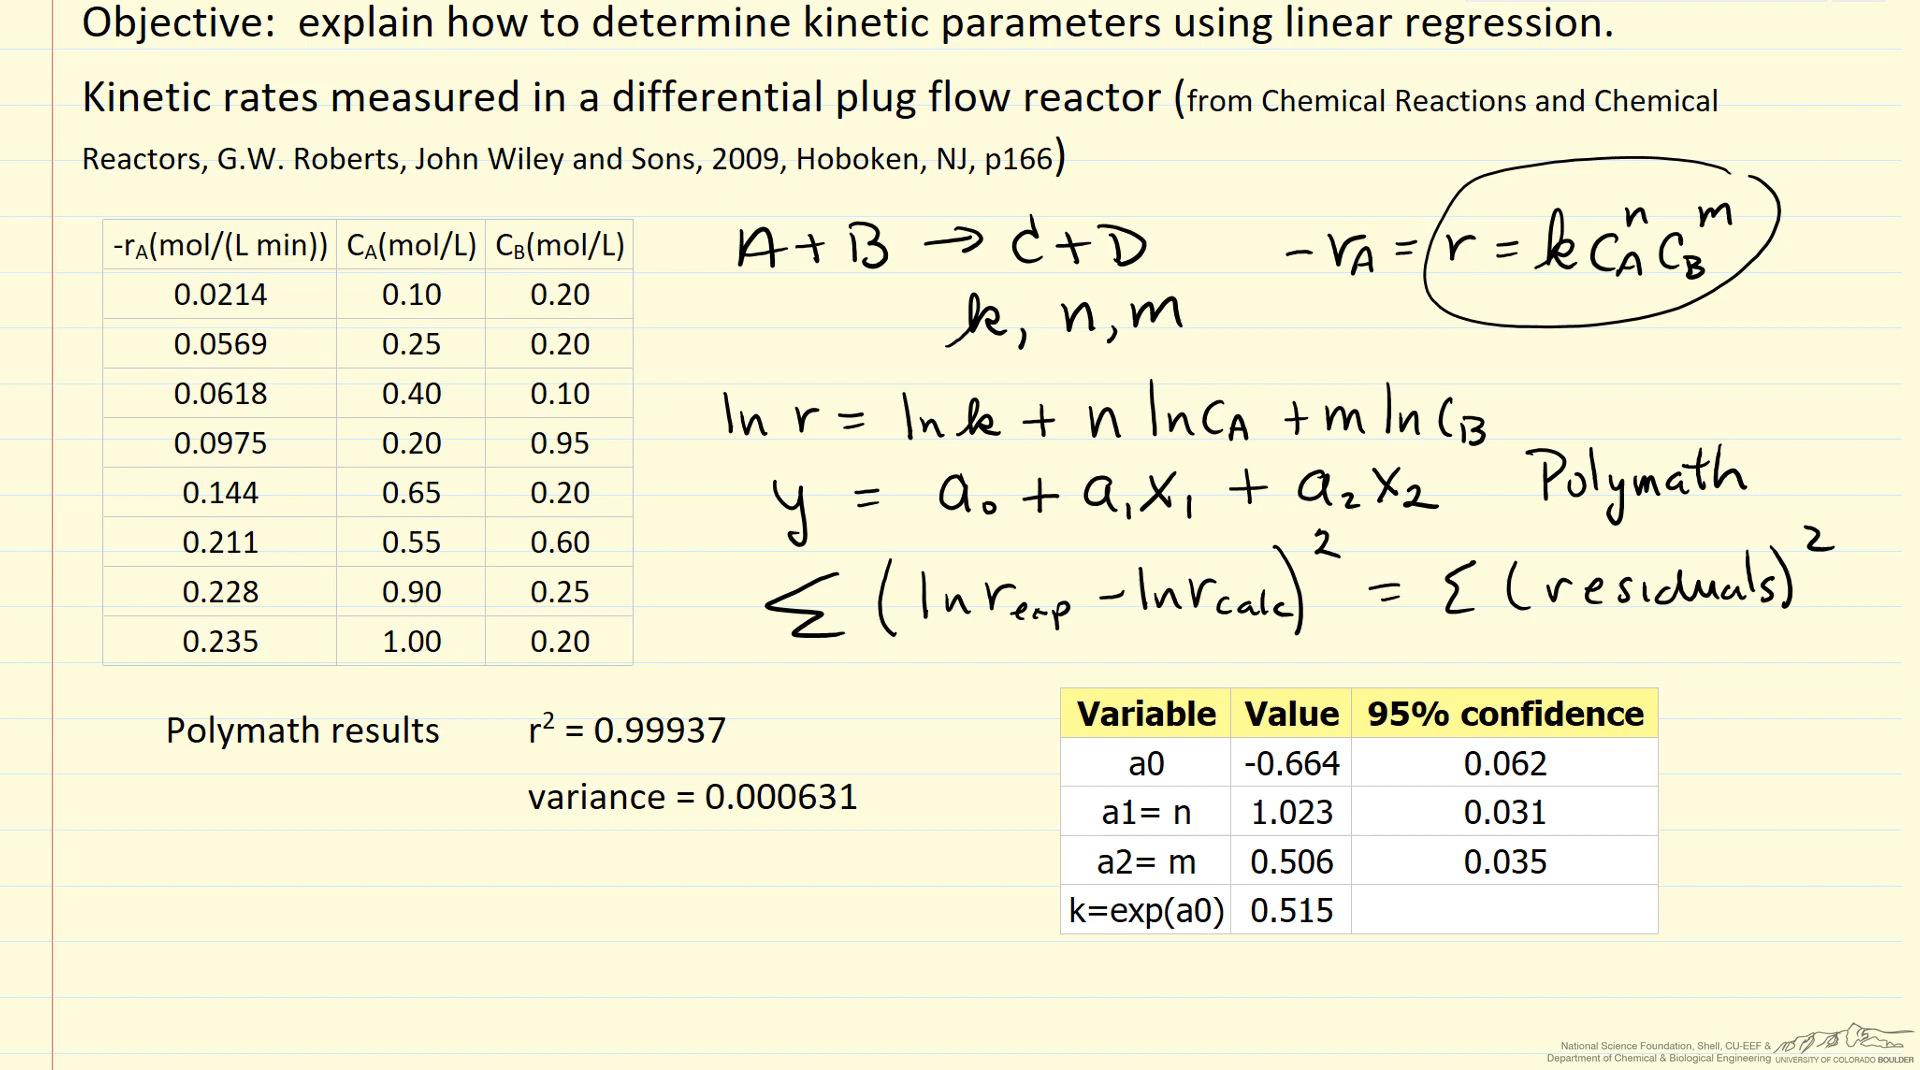 Objective: explain how to determine kinetic parameters using linear regression.
Kinetic rates measured in a differential plug flow reactor (from Chemical Reactions and Chemical
Reactors, G.W. Roberts, John Wiley and Sons, 2009, Hoboken, NJ, p166)
-rA(mol/(L min)) CA(mol/L) CB(mol/L)
0.0214 0.10 0.20
0.0569 0.25 0.20
0.0618 0.40 0.10
0.0975 0.20 0.95
0.144 0.65 0.20
0.211 0.55 0.60
0.228 0.90 0.25
0.235 1.00 0.20
A + B → C + D
-rA = r = k CA^n CB^m
k, n, m
ln r = ln k + n ln CA + m ln CB
y = a0 + a1 x1 + a2 x2 Polymath
Σ (ln rexp - ln rcalc)² = Σ (residuals)²
Polymath results r² = 0.99937
variance = 0.000631
Variable Value 95% confidence
a0 -0.664 0.062
a1= n 1.023 0.031
a2= m 0.506 0.035
k=exp(a0) 0.515
National Science Foundation, Shell, CU-EEF &
Department of Chemical & Biological Engineering UNIVERSITY OF COLORADO BOULDER